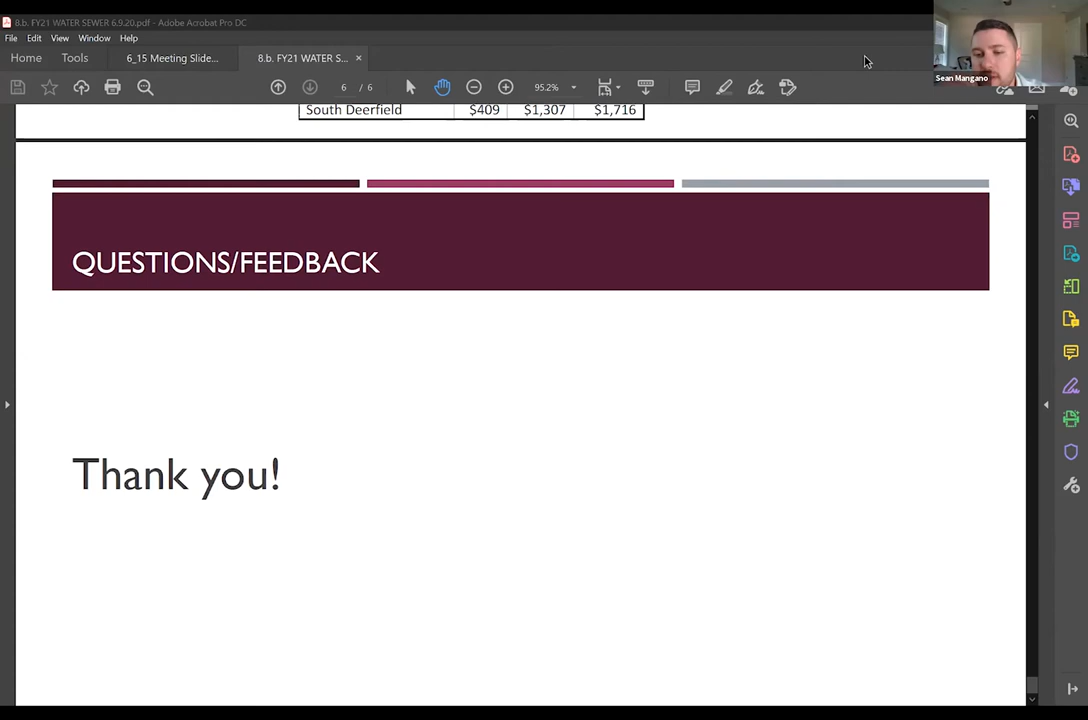 8.b. FY21 WATER SEWER 6.9.20.pdf - Adobe Acrobat Pro DC
File Edit View Window Help
Home Tools 6_15 Meeting Slide... 8.b. FY21 WATER S... ×
6 / 6 95.2%
Sean Mangano
South Deerfield $409 $1,307 $1,716
QUESTIONS/FEEDBACK
Thank you!